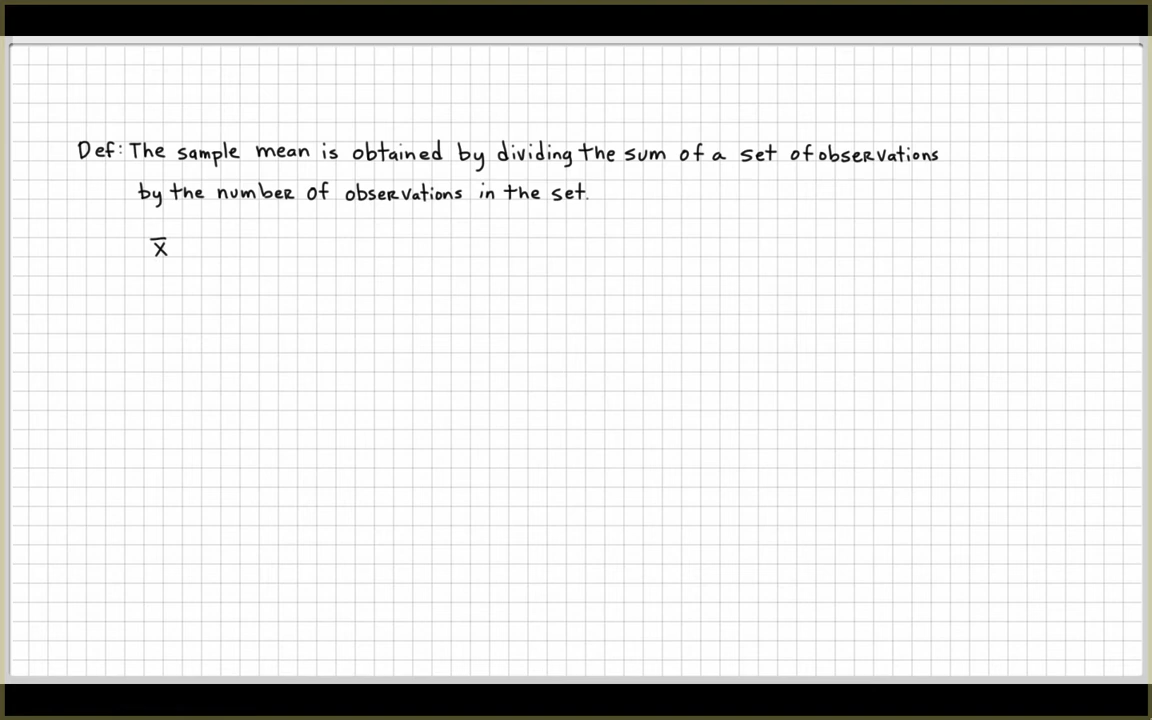 Def: The sample mean is obtained by dividing the sum of a set of observations
by the number of observations in the set.
x̅